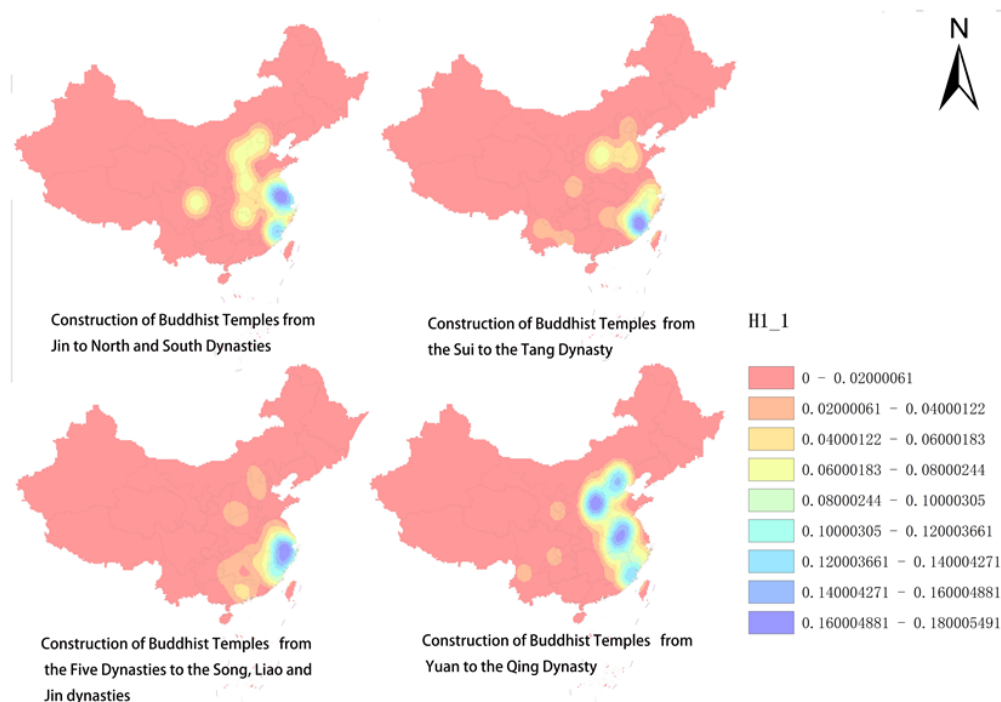 N
Construction of Buddhist Temples from
Jin to North and South Dynasties
Construction of Buddhist Temples from
the Sui to the Tang Dynasty
H1_1
0 - 0.02000061
0.02000061 - 0.04000122
0.04000122 - 0.06000183
0.06000183 - 0.08000244
0.08000244 - 0.10000305
0.10000305 - 0.120003661
0.120003661 - 0.140004271
0.140004271 - 0.160004881
0.160004881 - 0.180005491
Construction of Buddhist Temples from
the Five Dynasties to the Song, Liao and
Jin dynasties
Construction of Buddhist Temples from
Yuan to the Qing Dynasty